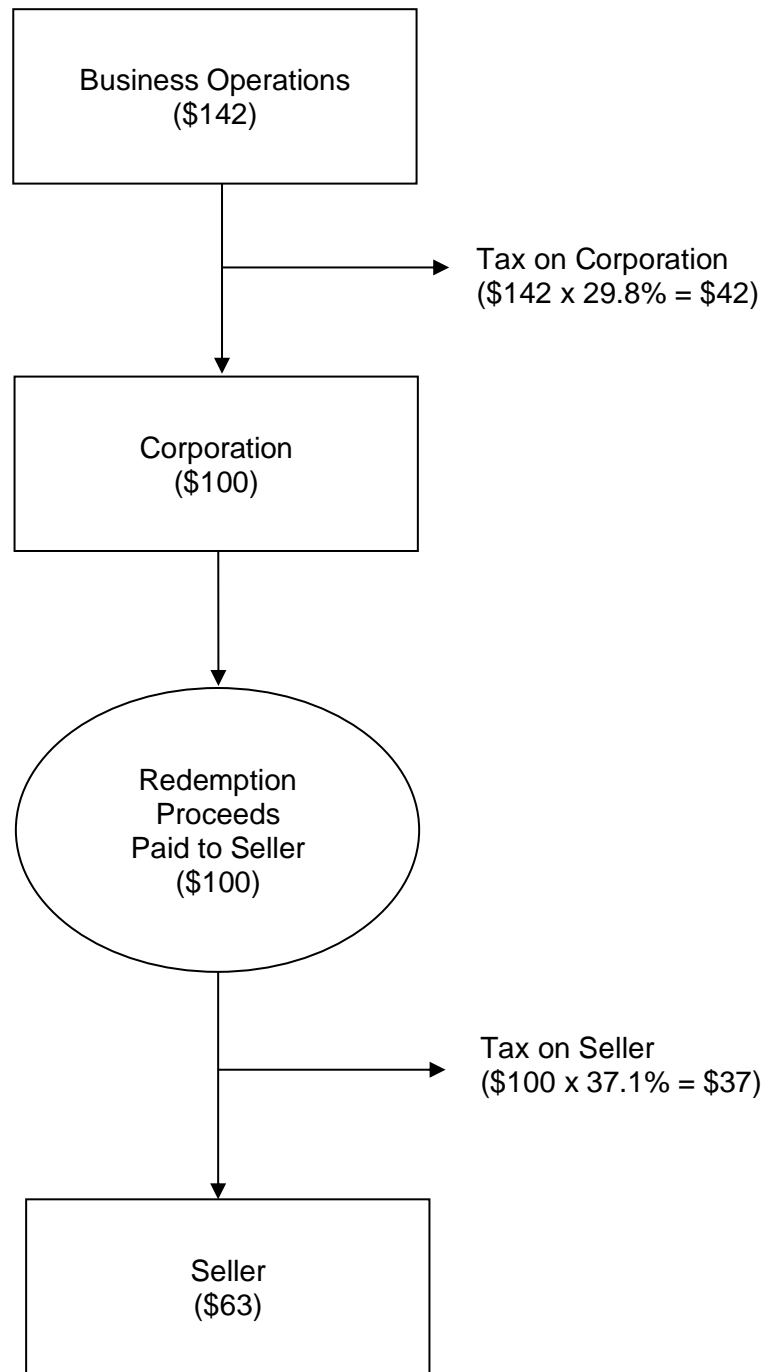 Business Operations
($142)
Tax on Corporation
($142 x 29.8% = $42)
Corporation
($100)
Redemption
Proceeds
Paid to Seller
($100)
Tax on Seller
($100 x 37.1% = $37)
Seller
($63)